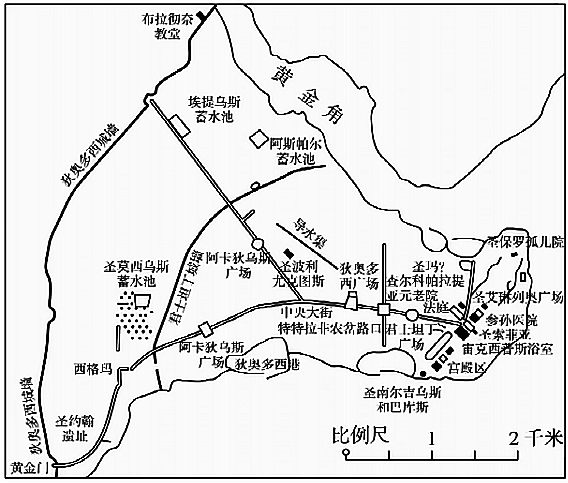 布拉彻奈
教堂
黄金角
埃提乌斯
蓄水池
阿斯帕尔
蓄水池
狄奥多西城墙
导水渠
圣保罗孤儿院
圣莫西乌斯
蓄水池
君士坦丁城墙
阿卡狄乌斯
广场
圣波利
尤克图斯
狄奥多
西广场
圣玛?
查尔科帕拉提
亚元老院
圣艾琳列奥广场
法庭
参孙医院
中央大街
特特拉非农岔路口
君士坦丁
广场
圣索菲亚
雷克西普斯浴室
西格玛
阿卡狄乌斯
广场
狄奥多西港
宫殿区
圣南尔吉乌斯
和巴库斯
狄奥多西城墙
圣约翰
遗址
黄金门
比例尺
1
2 千米